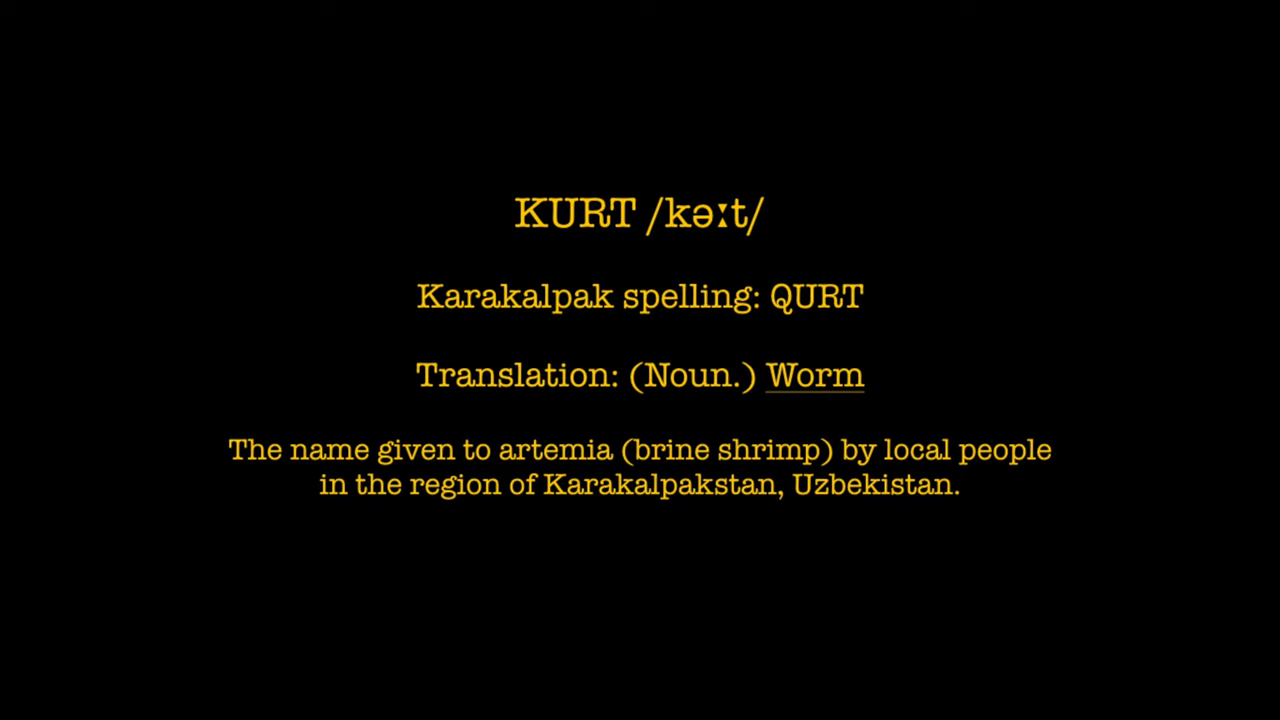 KURT /kəːt/
Karakalpak spelling: QURT
Translation: (Noun.) Worm
The name given to artemia (brine shrimp) by local people
in the region of Karakalpakstan, Uzbekistan.